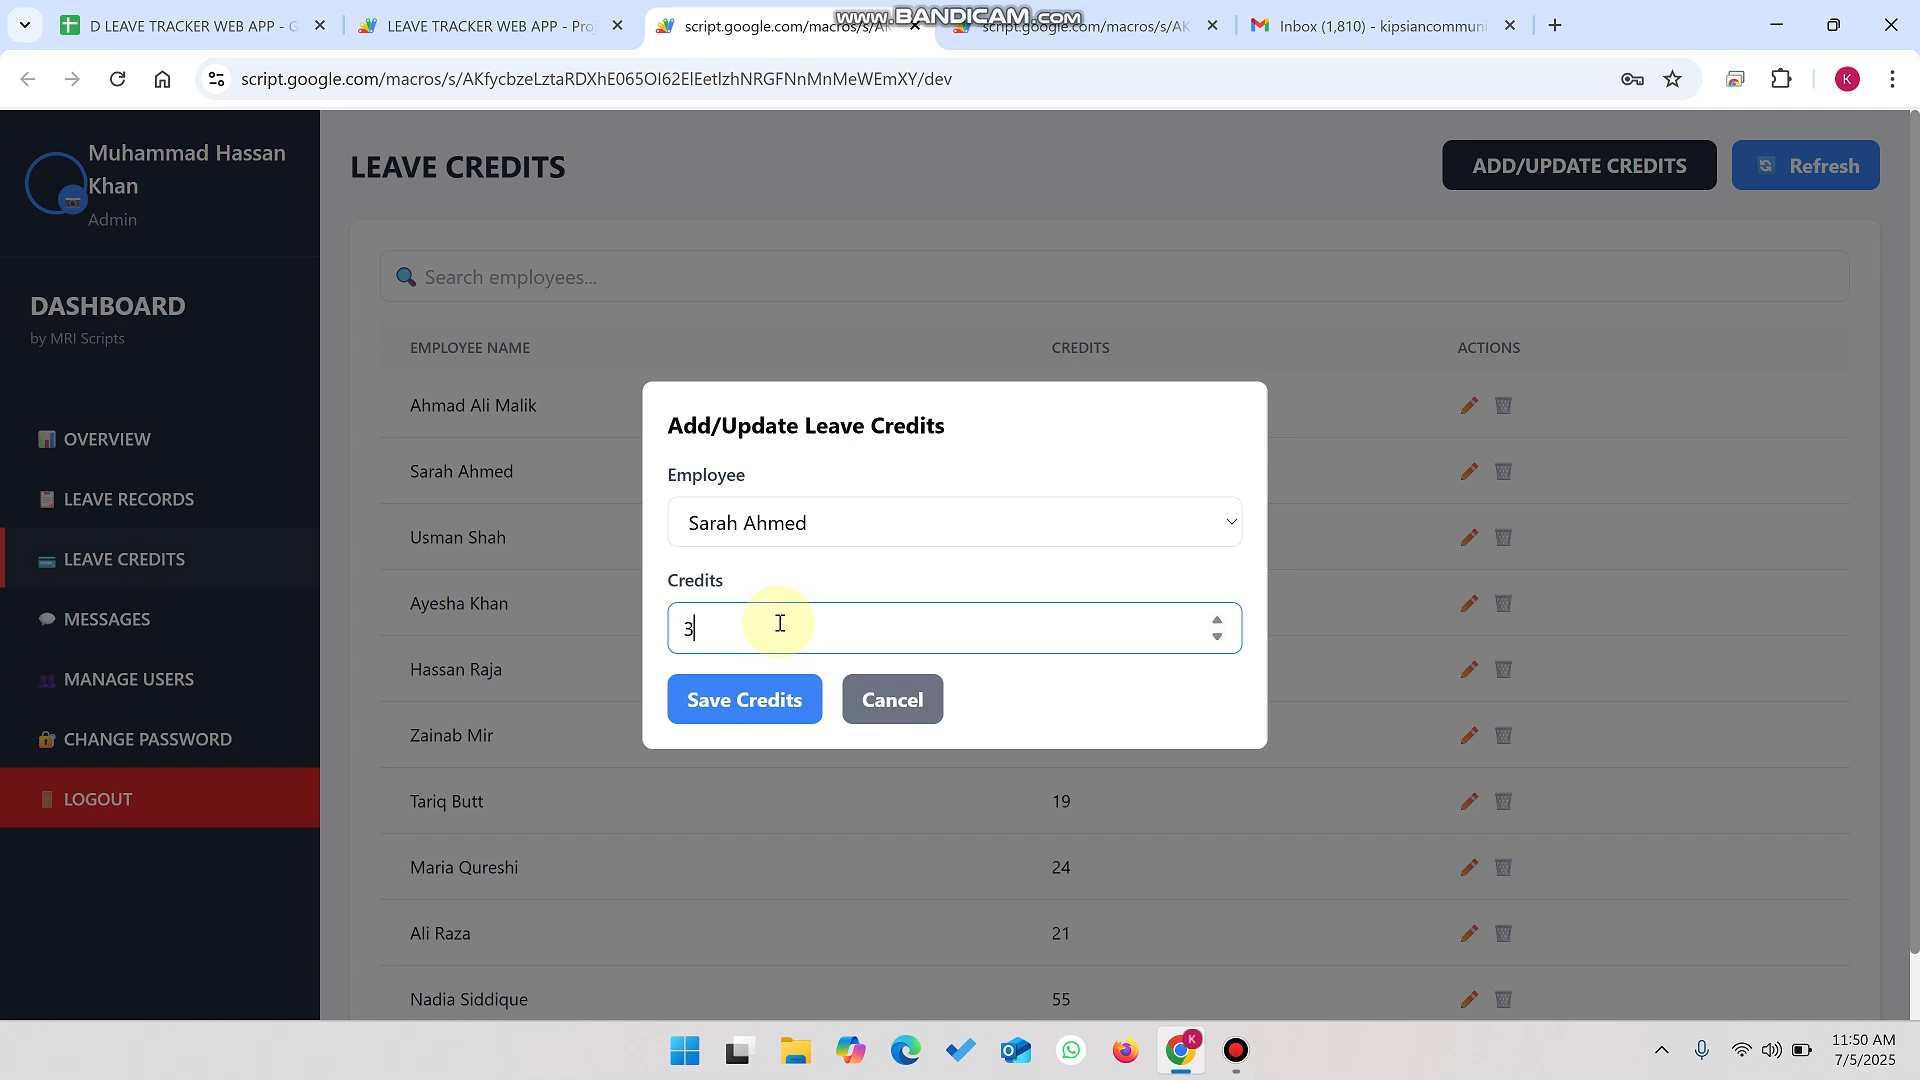 D LEAVE TRACKER WEB APP - G
LEAVE TRACKER WEB APP - Proj
script.google.com/macros/s/AK
script.google.com/macros/s/AK
Inbox (1,810) - kipsiancommuni
www.BANDICAM.com
script.google.com/macros/s/AKfycbzeLztaRDXhE065OI62ElEetIzhNRGFNnMnMeWEmXY/dev
K
Muhammad Hassan
Khan
Admin
DASHBOARD
by MRI Scripts
OVERVIEW
LEAVE RECORDS
LEAVE CREDITS
MESSAGES
MANAGE USERS
CHANGE PASSWORD
LOGOUT
LEAVE CREDITS
ADD/UPDATE CREDITS
Refresh
Search employees...
EMPLOYEE NAME CREDITS ACTIONS
Ahmad Ali Malik
Sarah Ahmed
Usman Shah
Ayesha Khan
Hassan Raja
Zainab Mir
Tariq Butt 19
Maria Qureshi 24
Ali Raza 21
Nadia Siddique 55
Add/Update Leave Credits
Employee
Sarah Ahmed
Credits
3
Save Credits
Cancel
K
11:50 AM
7/5/2025